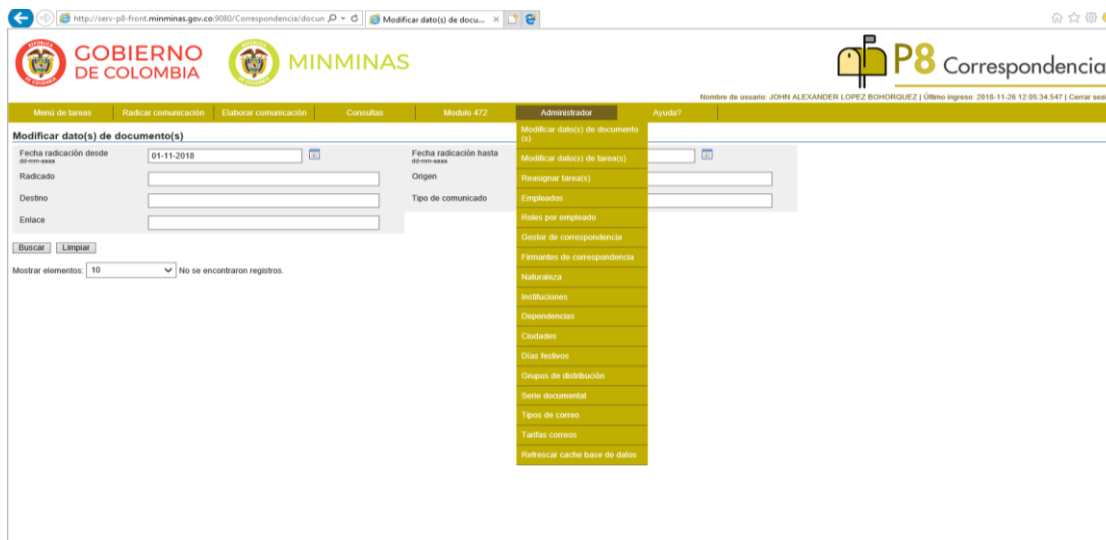 http://serv-p8-front.minminas.gov.co:9080/Correspondencia/docun
Modificar dato(s) de docu...
GOBIERNO
DE COLOMBIA
MINMINAS
P8 Correspondencia
Nombre de usuario: JOHN ALEXANDER LOPEZ BOHORQUEZ | Último ingreso: 2018-11-26 12:05:34.547 | Cerrar sesi
Menú de tareas
Radicar comunicación
Elaborar comunicación
Consultas
Modulo 472
Administrador
Ayuda?
Modificar dato(s) de documento(s)
Fecha radicación desde
dd-mm-aaaa
01-11-2018
Fecha radicación hasta
dd-mm-aaaa
Radicado
Origen
Destino
Tipo de comunicado
Enlace
Buscar
Limpiar
Mostrar elementos: 10 No se encontraron registros.
Modificar dato(s) de documento
(s)
Modificar dato(s) de tarea(s)
Reasignar tarea(s)
Empleados
Roles por empleado
Gestor de correspondencia
Firmantes de correspondencia
Naturaleza
Instituciones
Dependencias
Ciudades
Días festivos
Grupos de distribución
Serie documental
Tipos de correo
Tarifas correos
Refrescar cache base de datos